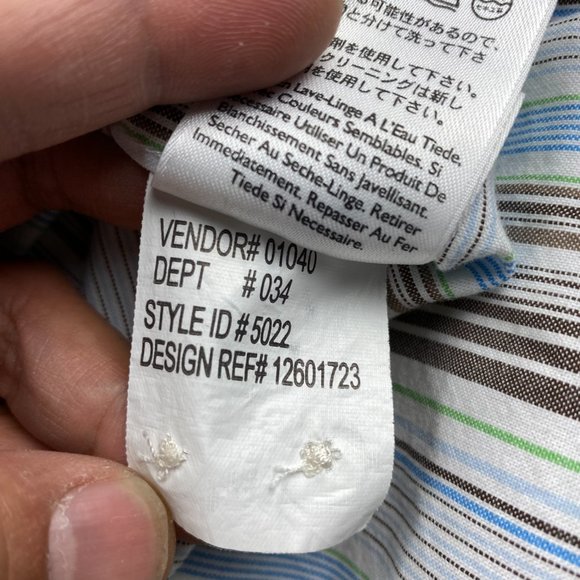 可能性があるので、
と分けて洗って下さ
剤を使用して下さい。
クリーニングは新し
を使用して下さい。
Lave-Linge A L'Eau Tiede.
Couleurs Semblables. Si
Necessaire Utiliser Un Produit De
Blanchissement Sans Javellisant.
Secher Au Seche-Linge. Retirer
Immediatement. Repasser Au Fer
Tiede Si Necessaire.
VENDOR# 01040
DEPT # 034
STYLE ID # 5022
DESIGN REF# 12601723